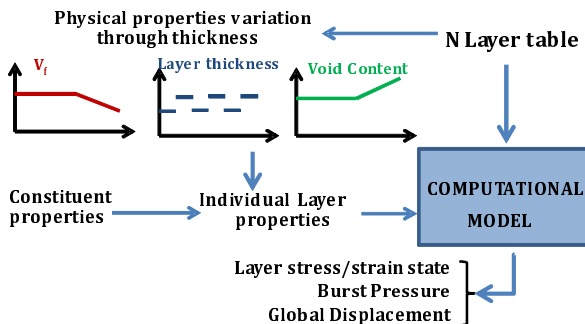 Physical properties variation
through thickness
N Layer table
Vf
Layer thickness
Void Content
Constituent
properties
Individual Layer
properties
COMPUTATIONAL
MODEL
Layer stress/strain state
Burst Pressure
Global Displacement